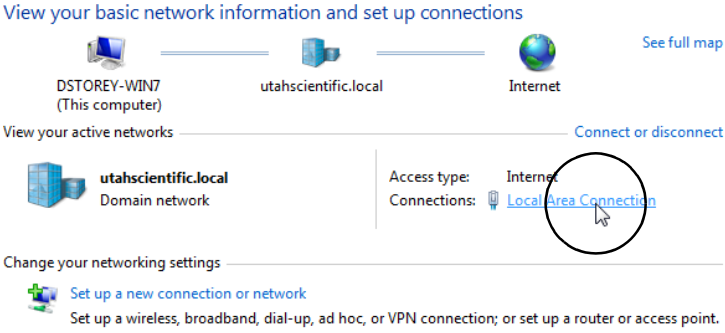 View your basic network information and set up connections
See full map
DSTOREY-WIN7
(This computer)
utahscientific.local
Internet
View your active networks
Connect or disconnect
utahscientific.local
Domain network
Access type: Internet
Connections: Local Area Connection
Change your networking settings
Set up a new connection or network
Set up a wireless, broadband, dial-up, ad hoc, or VPN connection; or set up a router or access point.